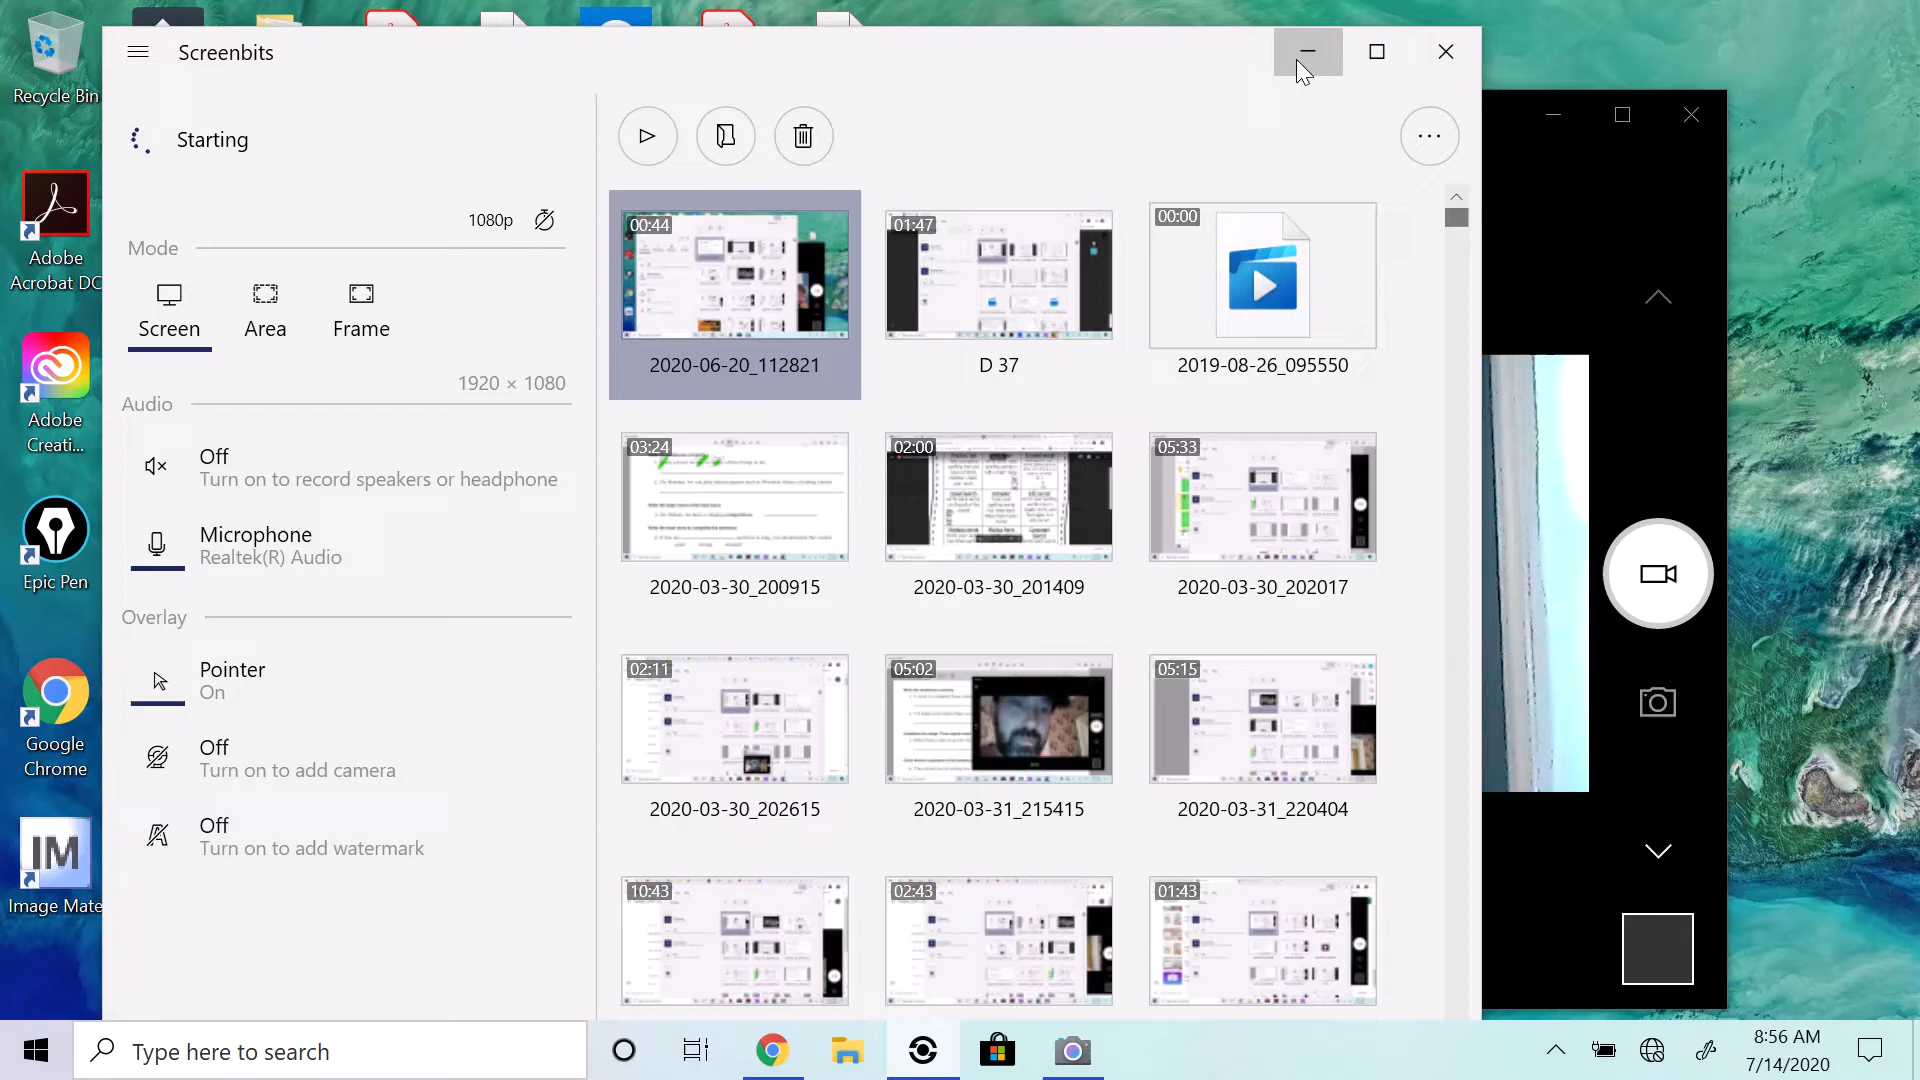 Screenbits
Recycle Bin
Starting
1080p
Mode
Screen
Area
Frame
1920 × 1080
Audio
Off
Turn on to record speakers or headphone
Microphone
Realtek(R) Audio
Overlay
Pointer
On
Off
Turn on to add camera
Off
Turn on to add watermark
00:44
01:47
00:00
2020-06-20_112821
D 37
2019-08-26_095550
03:24
02:00
05:33
2020-03-30_200915
2020-03-30_201409
2020-03-30_202017
02:11
05:02
05:15
2020-03-30_202615
2020-03-31_215415
2020-03-31_220404
10:43
02:43
01:43
Adobe
Acrobat DC
Adobe
Creati...
Epic Pen
Google
Chrome
IM
Image Mate
Type here to search
8:56 AM
7/14/2020